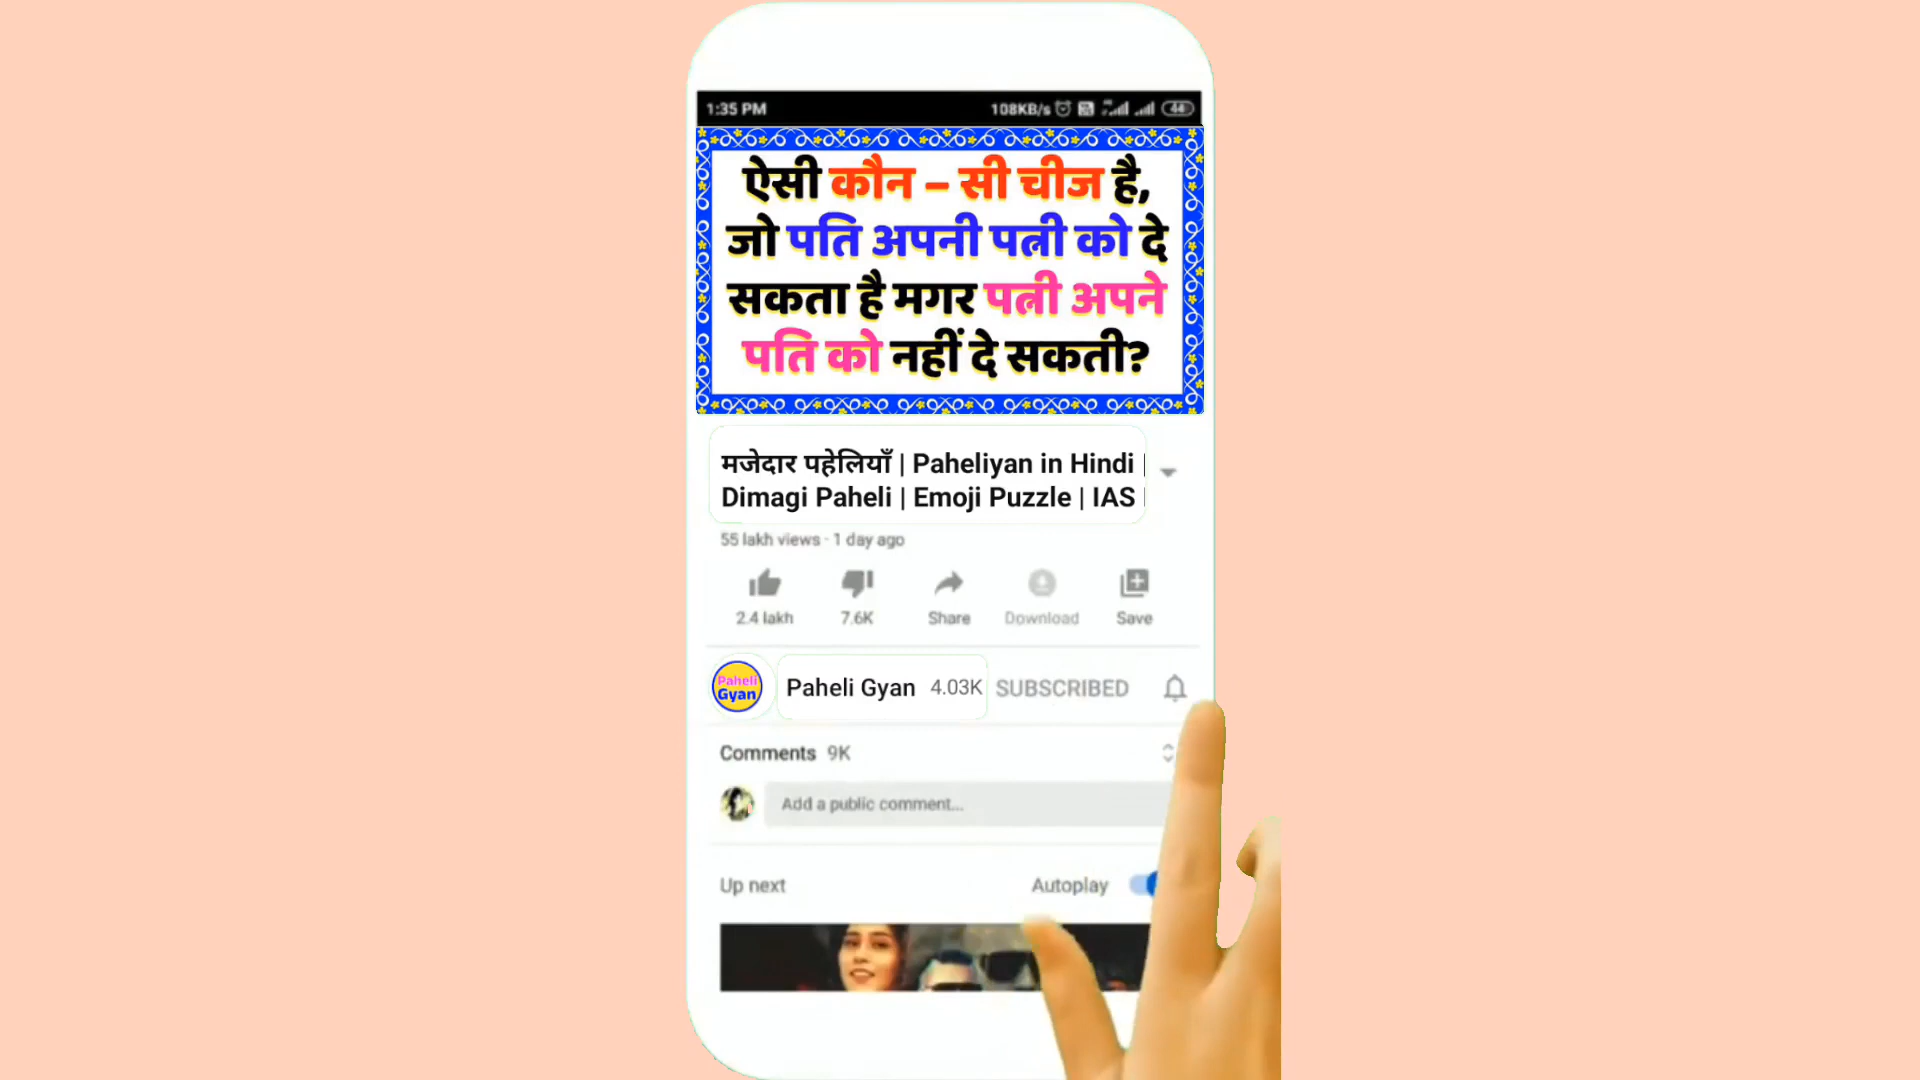 1:35 PM 108KB/s 44
ऐसी कौन – सी चीज है,
जो पति अपनी पत्नी को दे
सकता है मगर पत्नी अपने
पति को नहीं दे सकती?
मजेदार पहेलियाँ | Paheliyan in Hindi |
Dimagi Paheli | Emoji Puzzle | IAS
55 lakh views · 1 day ago
2.4 lakh 7.6K Share Download Save
Paheli
Gyan
Paheli Gyan 4.03K SUBSCRIBED
Comments 9K
Add a public comment...
Up next Autoplay